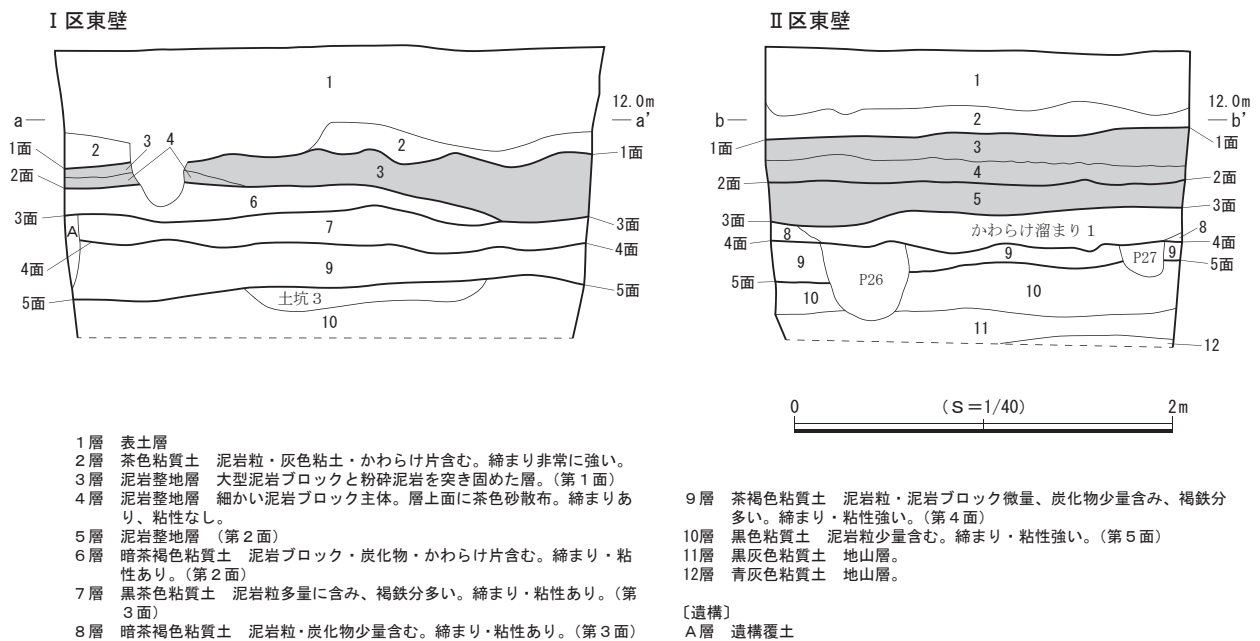 Ⅰ区東壁
1
12.0m
a
a’
2
3
4
2
1面
1面
2面
3
6
3面
3面
7
A
4面
4面
9
5面
5面
土坑3
10
Ⅱ区東壁
1
12.0m
b
b’
2
1面
1面
3
4
2面
2面
5
3面
3面
かわらけ溜まり1
8
8
4面
4面
9
9
9
P26
P27
5面
5面
10
10
11
12
0
(S=1/40)
2m
1層 表土層
2層 茶色粘質土 泥岩粒・灰色粘土・かわらけ片含む。締まり非常に強い。
3層 泥岩整地層 大型泥岩ブロックと粉砕泥岩を突き固めた層。(第1面)
4層 泥岩整地層 細かい泥岩ブロック主体。層上面に茶色砂散布。締まりあ
り、粘性なし。
5層 泥岩整地層 (第2面)
6層 暗茶褐色粘質土 泥岩ブロック・炭化物・かわらけ片含む。締まり・粘
性あり。(第2面)
7層 黒茶色粘質土 泥岩粒多量に含み、褐鉄分多い。締まり・粘性あり。(第
3面)
8層 暗茶褐色粘質土 泥岩粒・炭化物少量含む。締まり・粘性あり。(第3面)
9層 茶褐色粘質土 泥岩粒・泥岩ブロック微量、炭化物少量含み、褐鉄分
多い。締まり・粘性強い。(第4面)
10層 黒色粘質土 泥岩粒少量含む。締まり・粘性強い。(第5面)
11層 黒灰色粘質土 地山層。
12層 青灰色粘質土 地山層。
〔遺構〕
A層 遺構覆土